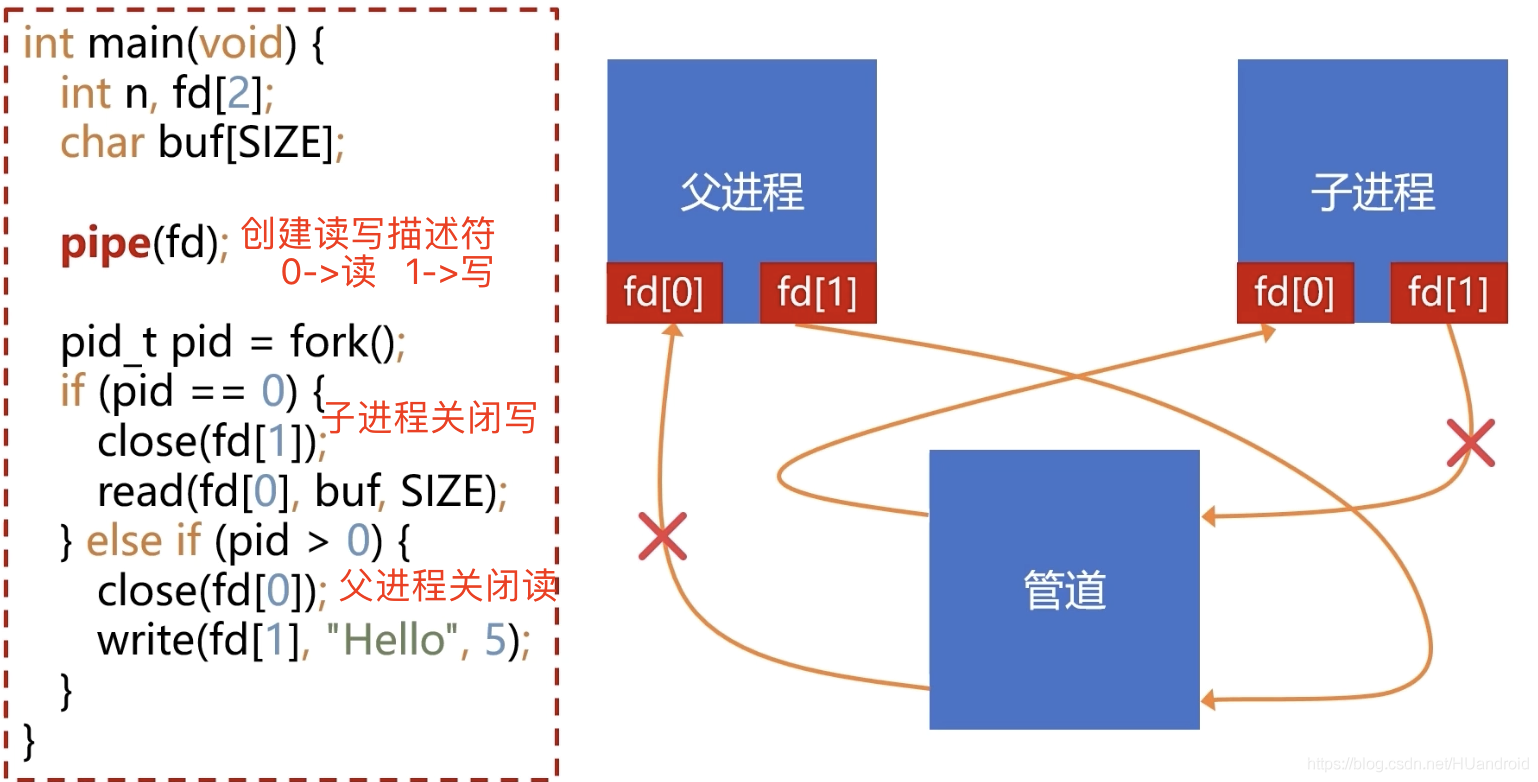 int main(void) {
int n, fd[2];
char buf[SIZE];
pipe(fd); 创建读写描述符
0->读 1->写
pid_t pid = fork();
if (pid == 0) {
子进程关闭写
close(fd[1]);
read(fd[0], buf, SIZE);
} else if (pid > 0) {
close(fd[0]); 父进程关闭读
write(fd[1], "Hello", 5);
}
}
父进程
fd[0] fd[1]
子进程
fd[0] fd[1]
管道
https://blog.csdn.net/HUandroid